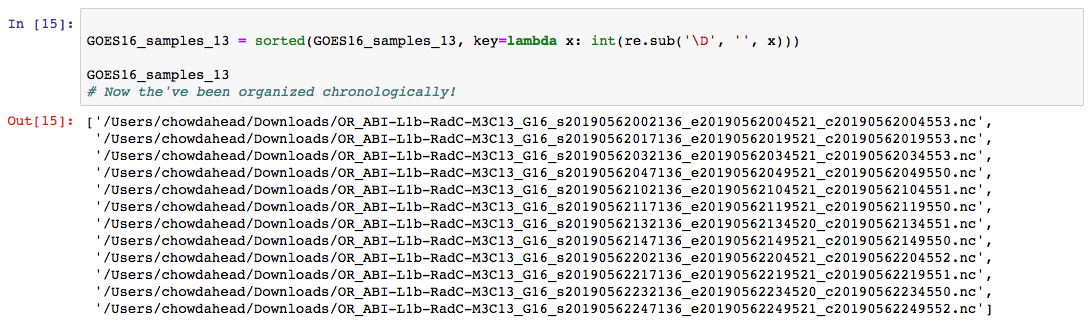 In [15]:
GOES16_samples_13 = sorted(GOES16_samples_13, key=lambda x: int(re.sub('\D', '', x)))
GOES16_samples_13
# Now the've been organized chronologically!
Out[15]: ['/Users/chowdahead/Downloads/OR_ABI-L1b-RadC-M3C13_G16_s20190562002136_e20190562004521_c20190562004553.nc',
'/Users/chowdahead/Downloads/OR_ABI-L1b-RadC-M3C13_G16_s20190562017136_e20190562019521_c20190562019553.nc',
'/Users/chowdahead/Downloads/OR_ABI-L1b-RadC-M3C13_G16_s20190562032136_e20190562034521_c20190562034553.nc',
'/Users/chowdahead/Downloads/OR_ABI-L1b-RadC-M3C13_G16_s20190562047136_e20190562049521_c20190562049550.nc',
'/Users/chowdahead/Downloads/OR_ABI-L1b-RadC-M3C13_G16_s20190562102136_e20190562104521_c20190562104551.nc',
'/Users/chowdahead/Downloads/OR_ABI-L1b-RadC-M3C13_G16_s20190562117136_e20190562119521_c20190562119550.nc',
'/Users/chowdahead/Downloads/OR_ABI-L1b-RadC-M3C13_G16_s20190562132136_e20190562134520_c20190562134551.nc',
'/Users/chowdahead/Downloads/OR_ABI-L1b-RadC-M3C13_G16_s20190562147136_e20190562149521_c20190562149550.nc',
'/Users/chowdahead/Downloads/OR_ABI-L1b-RadC-M3C13_G16_s20190562202136_e20190562204521_c20190562204552.nc',
'/Users/chowdahead/Downloads/OR_ABI-L1b-RadC-M3C13_G16_s20190562217136_e20190562219521_c20190562219551.nc',
'/Users/chowdahead/Downloads/OR_ABI-L1b-RadC-M3C13_G16_s20190562232136_e20190562234520_c20190562234550.nc',
'/Users/chowdahead/Downloads/OR_ABI-L1b-RadC-M3C13_G16_s20190562247136_e20190562249521_c20190562249552.nc']